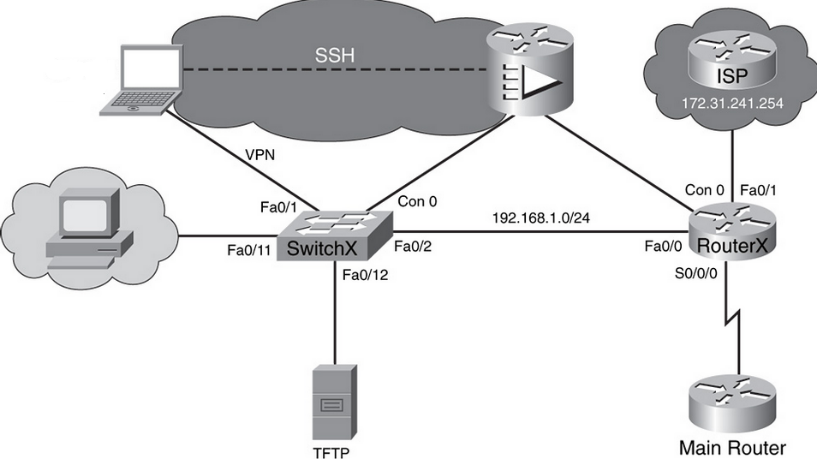 SSH
ISP
172.31.241.254
VPN
Con 0
Fa0/1
Fa0/1
Con 0
192.168.1.0/24
Fa0/11
SwitchX
Fa0/2
Fa0/0
RouterX
Fa0/12
S0/0/0
TFTP
Main Router